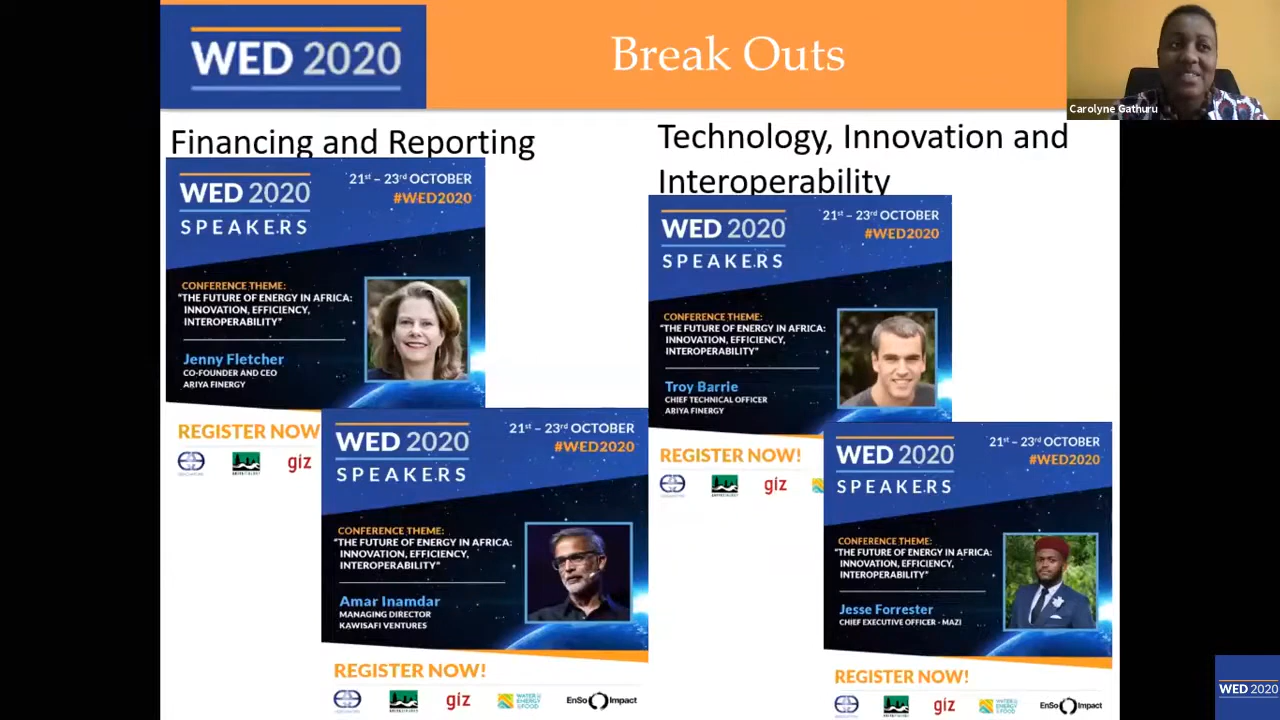 WED 2020
Break Outs
Carolyne Gathuru
Financing and Reporting
WED 2020
SPEAKERS
21st – 23rd OCTOBER
#WED2020
CONFERENCE THEME:
"THE FUTURE OF ENERGY IN AFRICA:
INNOVATION, EFFICIENCY,
INTEROPERABILITY"
Jenny Fletcher
CO-FOUNDER AND CEO
ARIYA FINERGY
REGISTER NOW
giz
WED 2020
SPEAKERS
21st – 23rd OCTOBER
#WED2020
CONFERENCE THEME:
"THE FUTURE OF ENERGY IN AFRICA:
INNOVATION, EFFICIENCY,
INTEROPERABILITY"
Amar Inamdar
MANAGING DIRECTOR
KAWISAFI VENTURES
REGISTER NOW!
giz
WATER &
ENERGY
FOOD
EnSo Impact
Technology, Innovation and
Interoperability
WED 2020
SPEAKERS
21st – 23rd OCTOBER
#WED2020
CONFERENCE THEME:
"THE FUTURE OF ENERGY IN AFRICA:
INNOVATION, EFFICIENCY,
INTEROPERABILITY"
Troy Barrie
CHIEF TECHNICAL OFFICER
ARIYA FINERGY
REGISTER NOW!
giz
WED 2020
SPEAKERS
21st – 23rd OCTOBER
#WED2020
CONFERENCE THEME:
"THE FUTURE OF ENERGY IN AFRICA:
INNOVATION, EFFICIENCY,
INTEROPERABILITY"
Jesse Forrester
CHIEF EXECUTIVE OFFICER - MAZI
REGISTER NOW!
giz
EnSo Impact
WED 2020